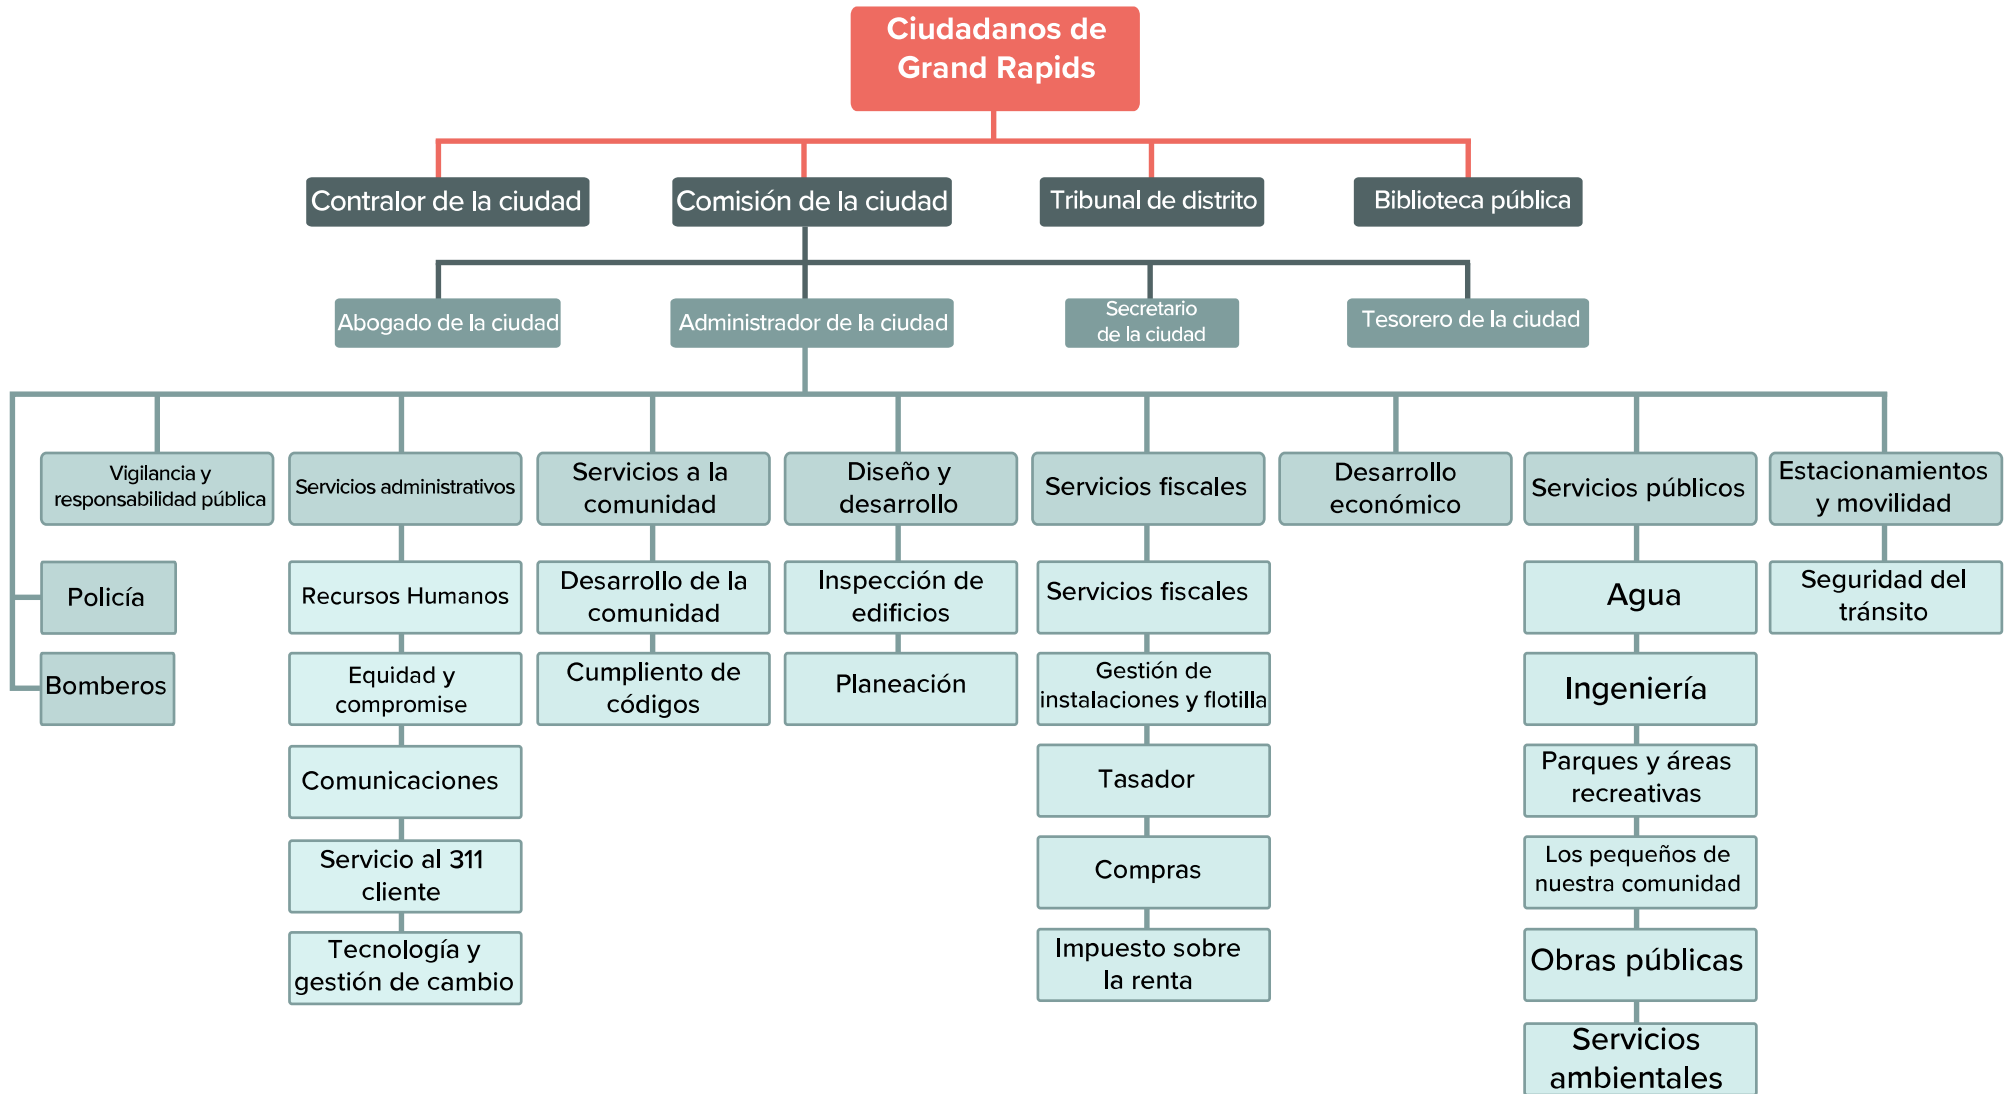 Ciudadanos de
Grand Rapids
Contralor de la ciudad
Comisión de la ciudad
Tribunal de distrito
Biblioteca pública
Abogado de la ciudad
Administrador de la ciudad
Secretario
de la ciudad
Tesorero de la ciudad
Vigilancia y
responsabilidad pública
Servicios administrativos
Servicios a la
comunidad
Diseño y
desarrollo
Servicios fiscales
Desarrollo
económico
Servicios públicos
Estacionamientos
y movilidad
Policía
Bomberos
Recursos Humanos
Equidad y
compromise
Comunicaciones
Servicio al 311
cliente
Tecnología y
gestión de cambio
Desarrollo de la
comunidad
Cumpliento de
códigos
Inspección de
edificios
Planeación
Servicios fiscales
Gestión de
instalaciones y flotilla
Tasador
Compras
Impuesto sobre
la renta
Agua
Ingeniería
Parques y áreas
recreativas
Los pequeños de
nuestra comunidad
Obras públicas
Servicios
ambientales
Seguridad del
tránsito